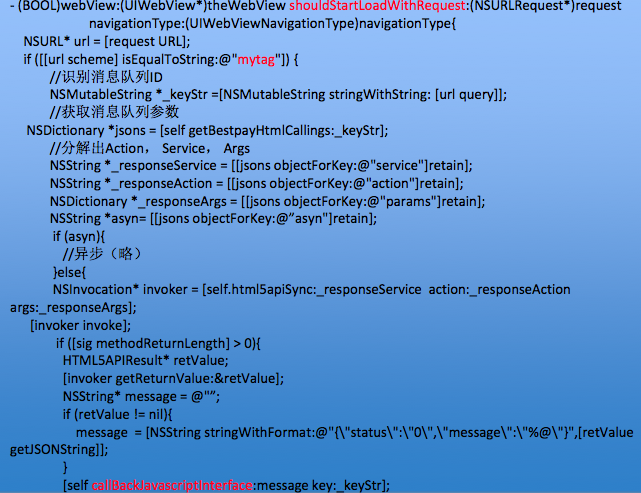 - (BOOL)webView:(UIWebView*)theWebView shouldStartLoadWithRequest:(NSURLRequest*)request
navigationType:(UIWebViewNavigationType)navigationType{
NSURL* url = [request URL];
if ([[url scheme] isEqualToString:@"mytag"]) {
//识别消息队列ID
NSMutableString *_keyStr =[NSMutableString stringWithString: [url query]];
//获取消息队列参数
NSDictionary *jsons = [self getBestpayHtmlCallings:_keyStr];
//分解出Action， Service， Args
NSString *_responseService = [[jsons objectForKey:@"service"]retain];
NSString *_responseAction = [[jsons objectForKey:@"action"]retain];
NSDictionary *_responseArgs = [[jsons objectForKey:@"params"]retain];
NSString *asyn= [[jsons objectForKey:@”asyn"]retain];
if (asyn){
//异步（略）
}else{
NSInvocation* invoker = [self.html5apiSync:_responseService action:_responseAction
args:_responseArgs];
[invoker invoke];
if ([sig methodReturnLength] > 0){
HTML5APIResult* retValue;
[invoker getReturnValue:&retValue];
NSString* message = @"”;
if (retValue != nil){
message = [NSString stringWithFormat:@"{\"status\":\"0\",\"message\":\"%@\"}",[retValue
getJSONString]];
}
[self callBackJavascriptInterface:message key:_keyStr];